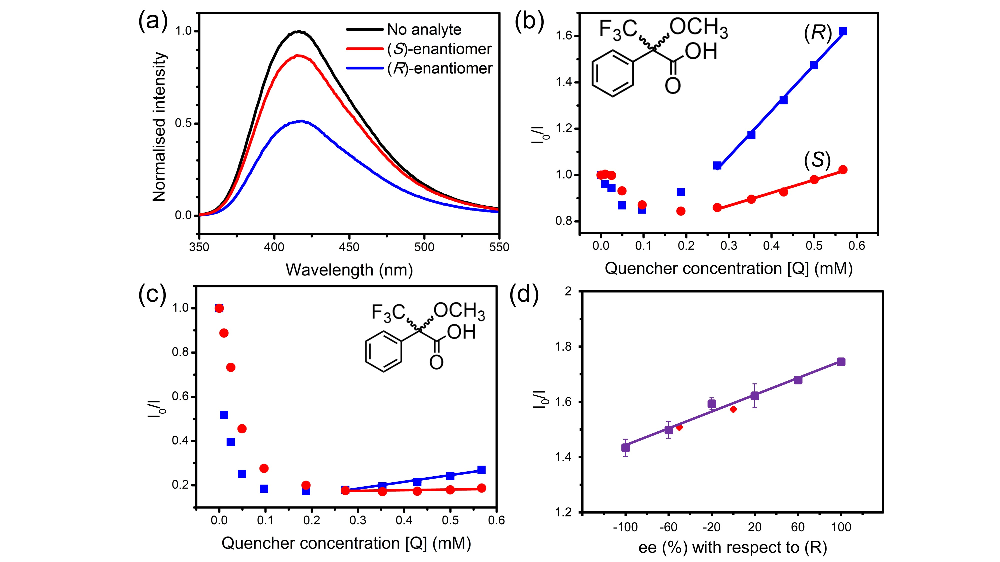 (a)
Normalised intensity
1.0
0.5
0.0
No analyte
(S)-enantiomer
(R)-enantiomer
350 400 450 500 550
Wavelength (nm)
(b)
I0/I
1.6
1.4
1.2
1.0
0.8
F3C OCH3
OH
O
(R)
(S)
0.0 0.1 0.2 0.3 0.4 0.5 0.6
Quencher concentration [Q] (mM)
(c)
I0/I
1.0
0.8
0.6
0.4
0.2
F3C OCH3
OH
O
0.0 0.1 0.2 0.3 0.4 0.5 0.6
Quencher concentration [Q] (mM)
(d)
I0/I
2
1.8
1.6
1.4
1.2
-100 -60 -20 20 60 100
ee (%) with respect to (R)